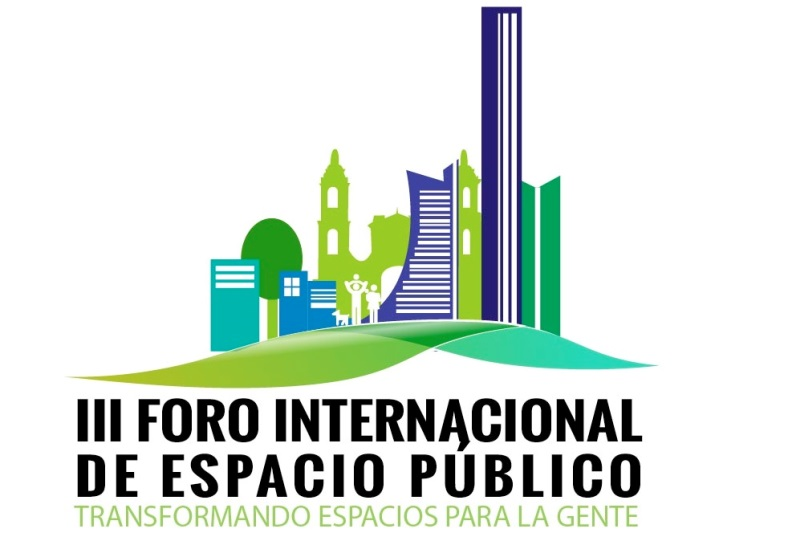 III FORO INTERNACIONAL
DE ESPACIO PÚBLICO
TRANSFORMANDO ESPACIOS PARA LA GENTE